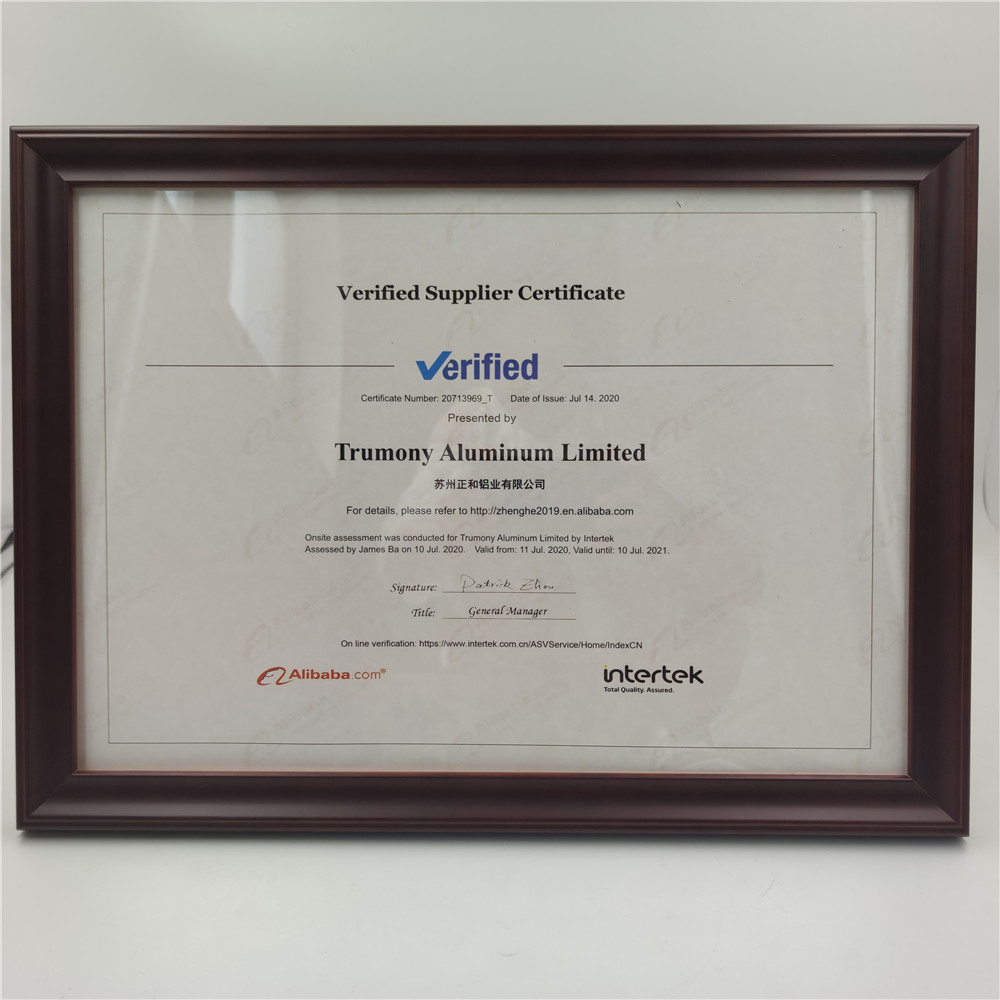 Verified Supplier Certificate
Verified
Certificate Number: 20713969_T Date of Issue: Jul 14. 2020
Presented by
Trumony Aluminum Limited
苏州正和铝业有限公司
For details, please refer to http://zhenghe2019.en.alibaba.com
Onsite assessment was conducted for Trumony Aluminum Limited by Intertek
Assessed by James Ba on 10 Jul. 2020. Valid from: 11 Jul. 2020, Valid until: 10 Jul. 2021.
Signature: Patrick Zhou
Title: General Manager
On line verification: https://www.intertek.com.cn/ASVService/Home/IndexCN
Alibaba.com®
intertek
Total Quality. Assured.